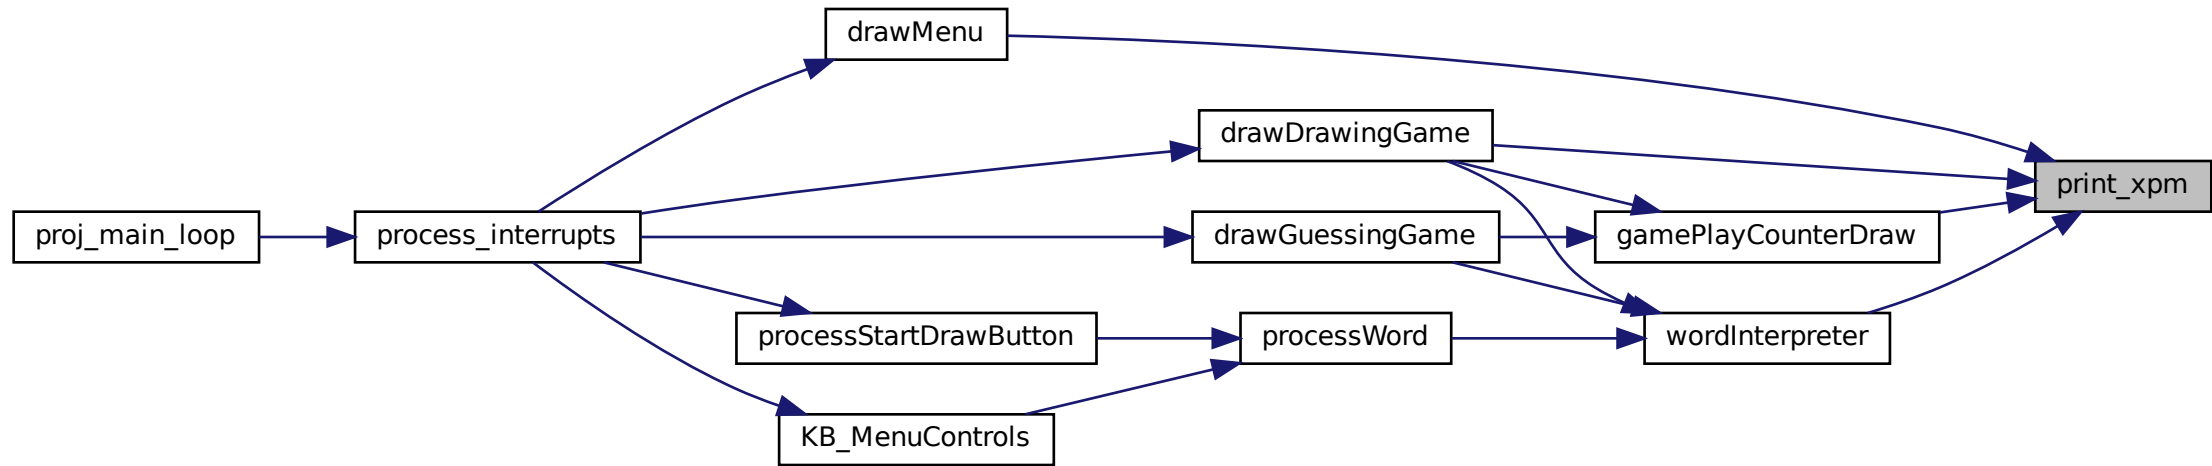 drawMenu
drawDrawingGame
print_xpm
proj_main_loop
process_interrupts
drawGuessingGame
gamePlayCounterDraw
processStartDrawButton
processWord
wordInterpreter
KB_MenuControls